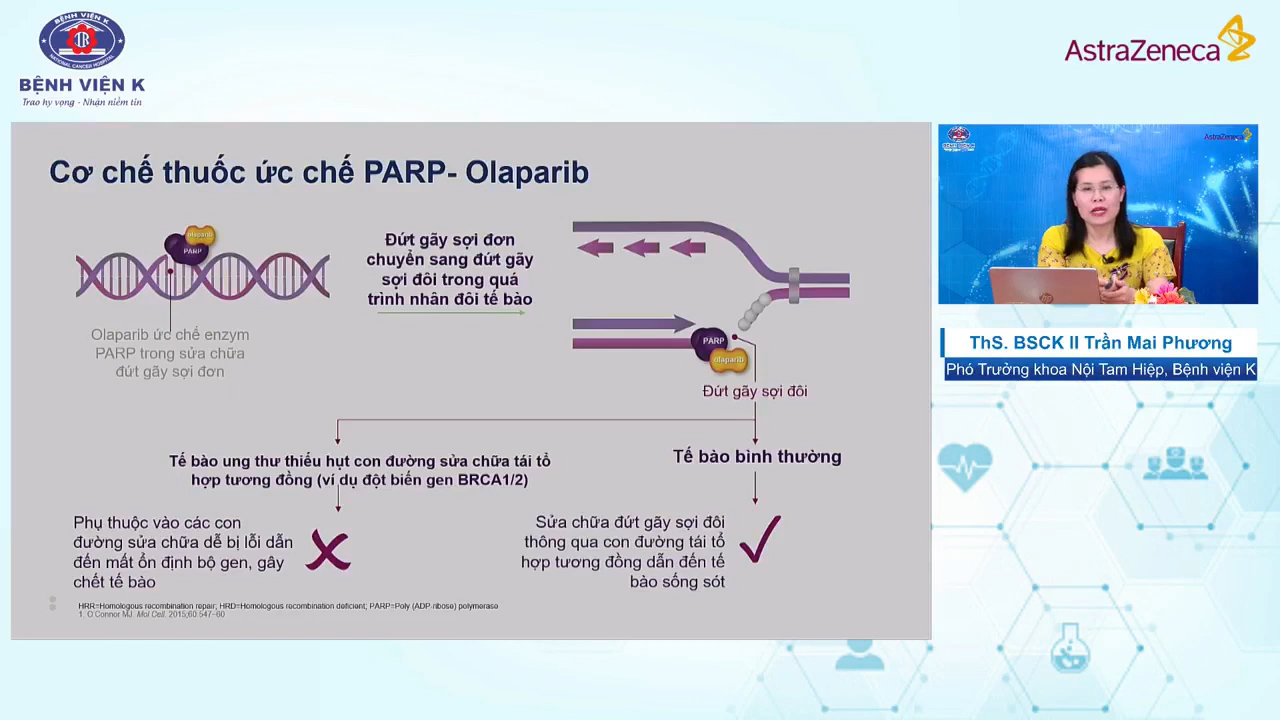 BỆNH VIỆN K
NATIONAL CANCER HOSPITAL
BỆNH VIỆN K
Trao hy vọng - Nhận niềm tin
AstraZeneca
Cơ chế thuốc ức chế PARP- Olaparib
olaparib
PARP
Olaparib ức chế enzym
PARP trong sửa chữa
đứt gãy sợi đơn
Đứt gãy sợi đơn
chuyển sang đứt gãy
sợi đôi trong quá
trình nhân đôi tế bào
PARP
olaparib
Đứt gãy sợi đôi
Tế bào ung thư thiếu hụt con đường sửa chữa tái tổ
hợp tương đồng (ví dụ đột biến gen BRCA1/2)
Tế bào bình thường
Phụ thuộc vào các con
đường sửa chữa dễ bị lỗi dẫn
đến mất ổn định bộ gen, gây
chết tế bào
Sửa chữa đứt gãy sợi đôi
thông qua con đường tái tổ
hợp tương đồng dẫn đến tế
bào sống sót
HRR=Homologous recombination repair; HRD=Homologous recombination deficient; PARP=Poly (ADP-ribose) polymerase
1. O'Connor MJ. Mol Cell. 2015;60:547-60
BỆNH VIỆN K
AstraZeneca
ThS. BSCK II Trần Mai Phương
Phó Trưởng khoa Nội Tam Hiệp, Bệnh viện K